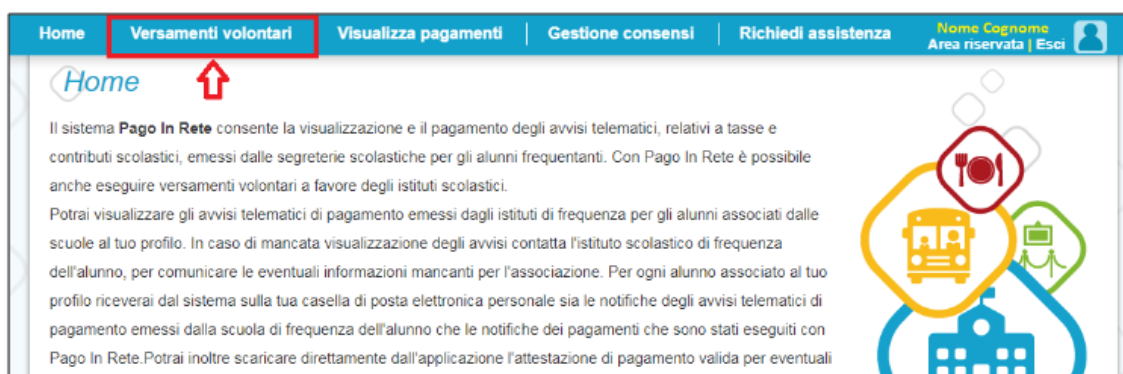 Home Versamenti volontari Visualizza pagamenti Gestione consensi Richiedi assistenza Nome Cognome
Area riservata | Esci
Home
Il sistema Pago In Rete consente la visualizzazione e il pagamento degli avvisi telematici, relativi a tasse e
contributi scolastici, emessi dalle segreterie scolastiche per gli alunni frequentanti. Con Pago In Rete è possibile
anche eseguire versamenti volontari a favore degli istituti scolastici.
Potrai visualizzare gli avvisi telematici di pagamento emessi dagli istituti di frequenza per gli alunni associati dalle
scuole al tuo profilo. In caso di mancata visualizzazione degli avvisi contatta l'istituto scolastico di frequenza
dell'alunno, per comunicare le eventuali informazioni mancanti per l'associazione. Per ogni alunno associato al tuo
profilo riceverai dal sistema sulla tua casella di posta elettronica personale sia le notifiche degli avvisi telematici di
pagamento emessi dalla scuola di frequenza dell'alunno che le notifiche dei pagamenti che sono stati eseguiti con
Pago In Rete.Potrai inoltre scaricare direttamente dall'applicazione l'attestazione di pagamento valida per eventuali